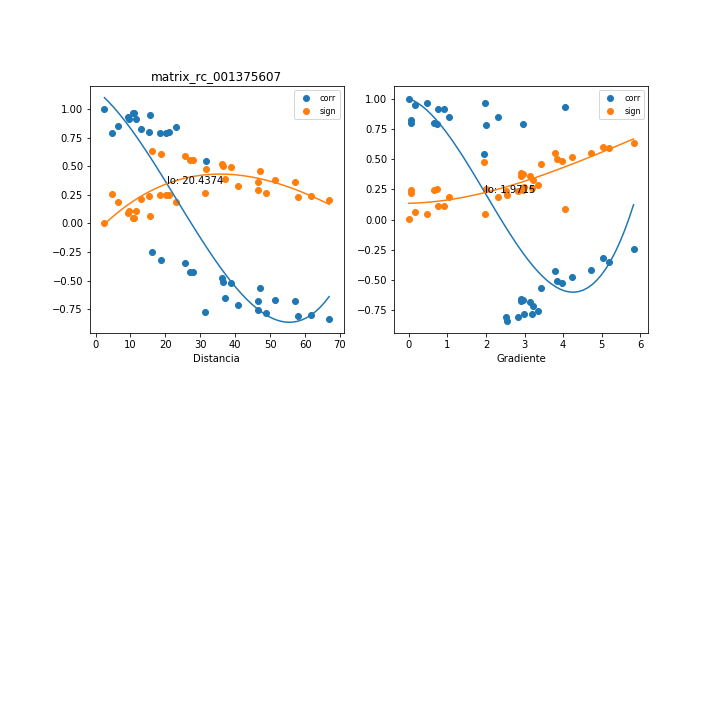 matrix_rc_001375607
1.00
0.75
0.50
0.25
0.00
−0.25
−0.50
−0.75
0 10 20 30 40 50 60 70
Distancia
corr
sign
lo: 20.4374
1.00
0.75
0.50
0.25
0.00
−0.25
−0.50
−0.75
0 1 2 3 4 5 6
Gradiente
corr
sign
lo: 1.9715